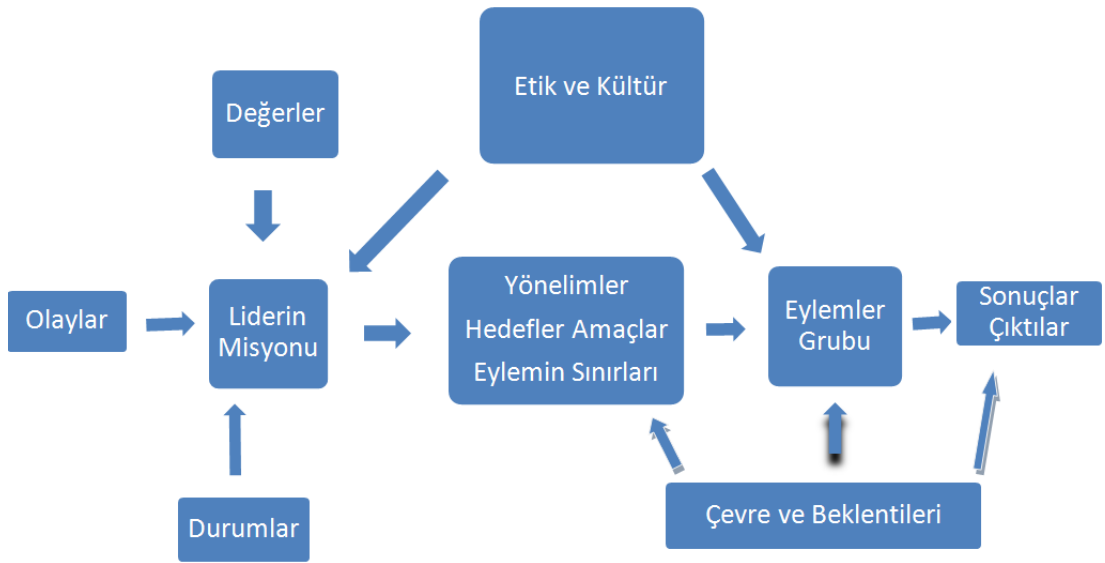 Etik ve Kültür
Değerler
Olaylar
Liderin
Misyonu
Yönelimler
Hedefler Amaçlar
Eylemin Sınırları
Eylemler
Grubu
Sonuçlar
Çıktılar
Durumlar
Çevre ve Beklentileri